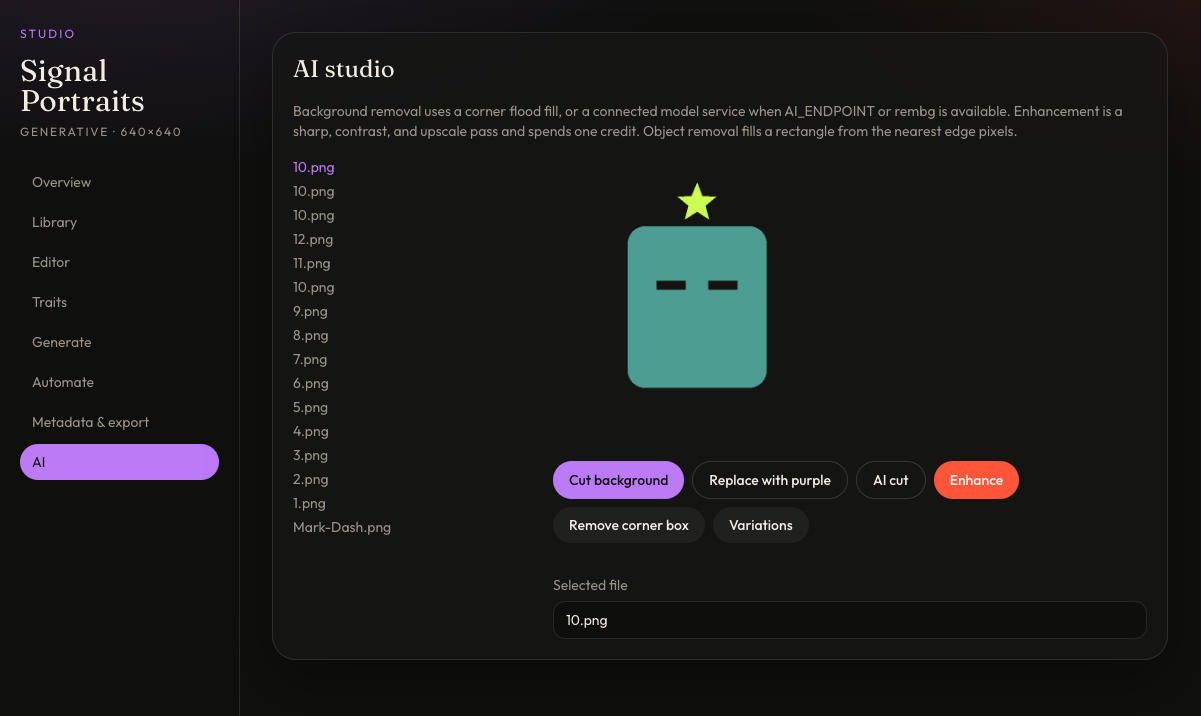 STUDIO
Signal
Portraits
GENERATIVE · 640×640
Overview
Library
Editor
Traits
Generate
Automate
Metadata & export
AI
AI studio
Background removal uses a corner flood fill, or a connected model service when AI_ENDPOINT or rembg is available. Enhancement is a
sharp, contrast, and upscale pass and spends one credit. Object removal fills a rectangle from the nearest edge pixels.
10.png
10.png
10.png
12.png
11.png
10.png
9.png
8.png
7.png
6.png
5.png
4.png
3.png
2.png
1.png
Mark-Dash.png
Cut background
Replace with purple
AI cut
Enhance
Remove corner box
Variations
Selected file
10.png